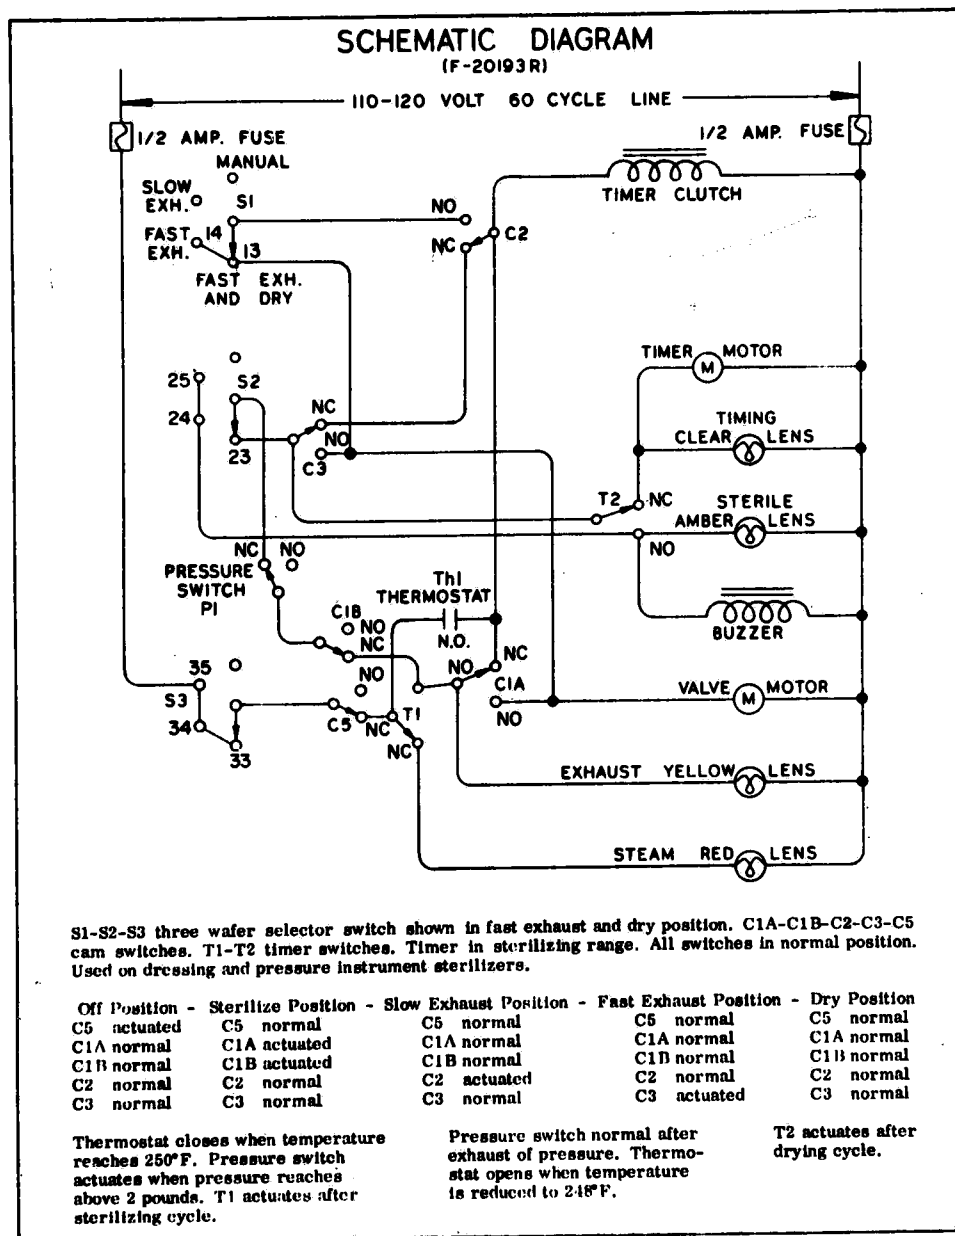 SCHEMATIC DIAGRAM
(F-20193R)
110-120 VOLT 60 CYCLE LINE
1/2 AMP. FUSE
1/2 AMP. FUSE
MANUAL
SLOW EXH.
S1
NO
TIMER CLUTCH
FAST EXH.
14
13
NC
C2
FAST EXH.
AND DRY
TIMER MOTOR
M
25
S2
24
NC
NO
23
C3
TIMING
CLEAR LENS
T2
NC
STERILE
AMBER LENS
NO
NC
NO
PRESSURE
SWITCH
P1
Th1
THERMOSTAT
N.O.
C1B
NO
NC
BUZZER
35
NO
NO
NC
C1A
NO
VALVE MOTOR
M
S3
34
33
C5
NC
T1
NC
EXHAUST YELLOW LENS
STEAM RED LENS
S1-S2-S3 three wafer selector switch shown in fast exhaust and dry position. C1A-C1B-C2-C3-C5
cam switches. T1-T2 timer switches. Timer in sterilizing range. All switches in normal position.
Used on dressing and pressure instrument sterilizers.
Off Position - Sterilize Position - Slow Exhaust Position - Fast Exhaust Position - Dry Position
C5 actuated C5 normal C5 normal C5 normal C5 normal
C1A normal C1A actuated C1A normal C1A normal C1A normal
C1B normal C1B actuated C1B normal C1B normal C1B normal
C2 normal C2 normal C2 actuated C2 normal C2 normal
C3 normal C3 normal C3 normal C3 actuated C3 normal
Thermostat closes when temperature
reaches 250°F. Pressure switch
actuates when pressure reaches
above 2 pounds. T1 actuates after
sterilizing cycle.
Pressure switch normal after
exhaust of pressure. Thermo-
stat opens when temperature
is reduced to 248°F.
T2 actuates after
drying cycle.